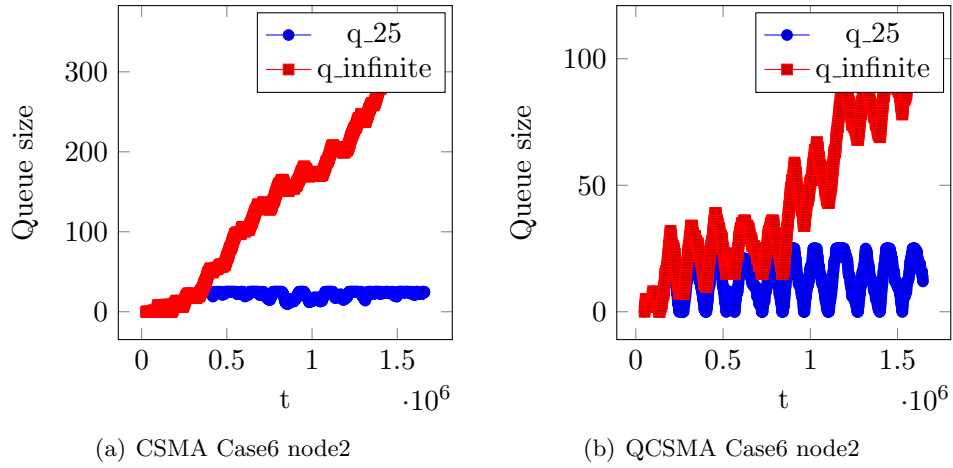 q_25
q_infinite
300
200
100
0
Queue size
0
0.5
1
1.5
t
·10^6
(a) CSMA Case6 node2
q_25
q_infinite
100
50
0
Queue size
0
0.5
1
1.5
t
·10^6
(b) QCSMA Case6 node2